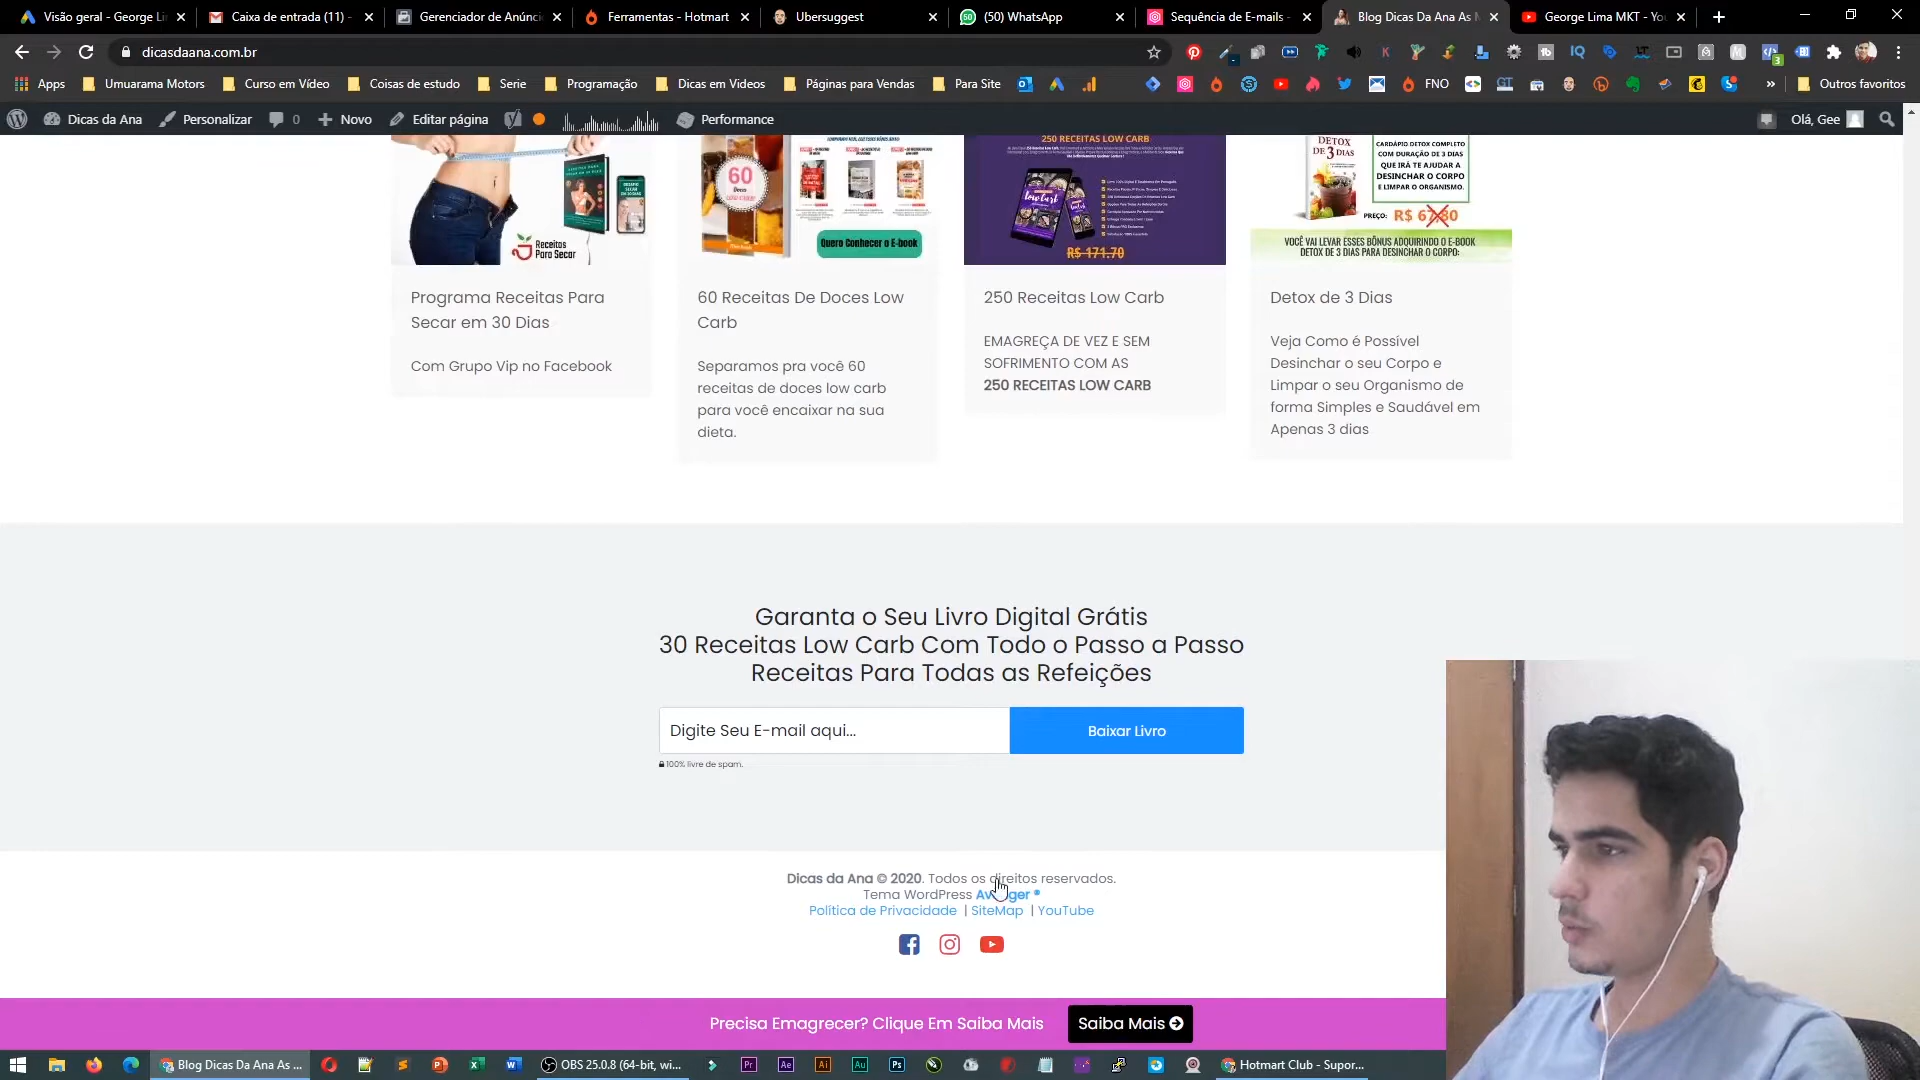 Visão geral - George Li
Caixa de entrada (11) -
Gerenciador de Anúnci
Ferramentas - Hotmart
Ubersuggest
(50) WhatsApp
Sequência de E-mails -
Blog Dicas Da Ana As M
George Lima MKT - Yo
dicasdaana.com.br
Apps
Umuarama Motors
Curso em Vídeo
Coisas de estudo
Serie
Programação
Dicas em Videos
Páginas para Vendas
Para Site
FNO
Outros favoritos
Dicas da Ana
Personalizar
0
Novo
Editar página
Performance
Olá, Gee
Receitas
Para Secar
60
Quero Conhecer o E-book
250 RECEITAS LOW CARB
low carb
R$ 171.70
DETOX
DE 3 DIAS
CARDÁPIO DETOX COMPLETO
COM DURAÇÃO DE 3 DIAS
QUE IRÁ TE AJUDAR A
DESINCHAR O CORPO
E LIMPAR O ORGANISMO.
PREÇO:
VOCÊ VAI LEVAR ESSES BÔNUS ADQUIRINDO O E-BOOK
DETOX DE 3 DIAS PARA DESINCHAR O CORPO:
Programa Receitas Para
Secar em 30 Dias
Com Grupo Vip no Facebook
60 Receitas De Doces Low
Carb
Separamos pra você 60
receitas de doces low carb
para você encaixar na sua
dieta.
250 Receitas Low Carb
EMAGREÇA DE VEZ E SEM
SOFRIMENTO COM AS
250 RECEITAS LOW CARB
Detox de 3 Dias
Veja Como é Possível
Desinchar o seu Corpo e
Limpar o seu Organismo de
forma Simples e Saudável em
Apenas 3 dias
Garanta o Seu Livro Digital Grátis
30 Receitas Low Carb Com Todo o Passo a Passo
Receitas Para Todas as Refeições
Digite Seu E-mail aqui...
Baixar Livro
100% livre de spam.
Dicas da Ana © 2020. Todos os direitos reservados.
Tema WordPress
Política de Privacidade | SiteMap | YouTube
Precisa Emagrecer? Clique Em Saiba Mais
Saiba Mais
Blog Dicas Da Ana As ...
OBS 25.0.8 (64-bit, wi...
Hotmart Club - Supor...